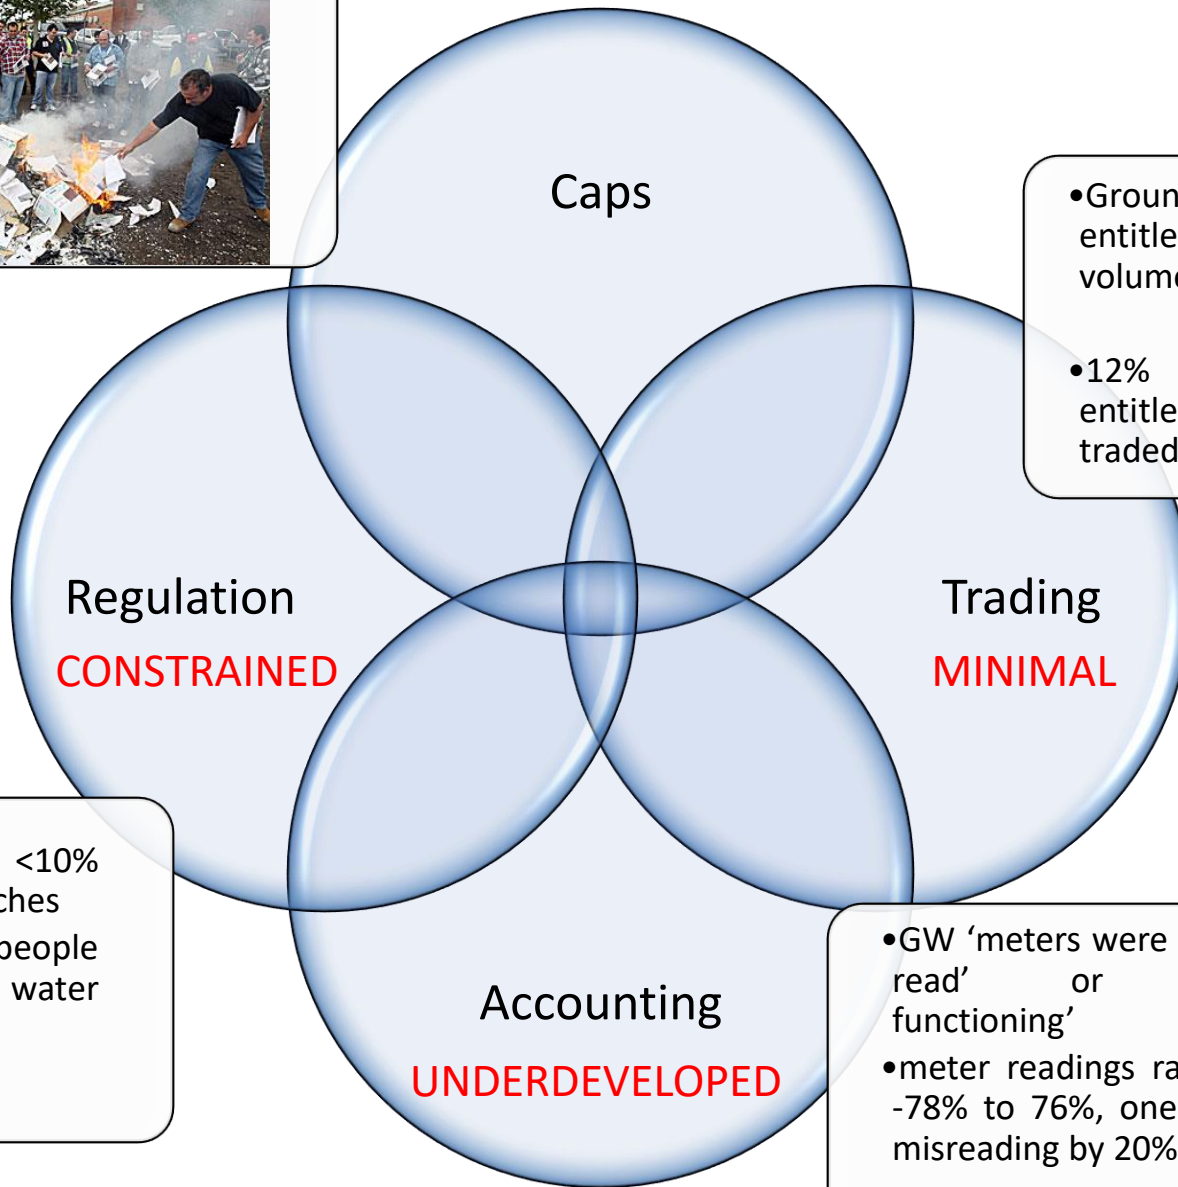 Caps
•Groun
entitle
volume
•12%
entitle
traded
Regulation
CONSTRAINED
Trading
MINIMAL
<10%
ches
people
water
Accounting
UNDERDEVELOPED
•GW ‘meters were
read’ or
functioning’
•meter readings ra
-78% to 76%, one
misreading by 20%